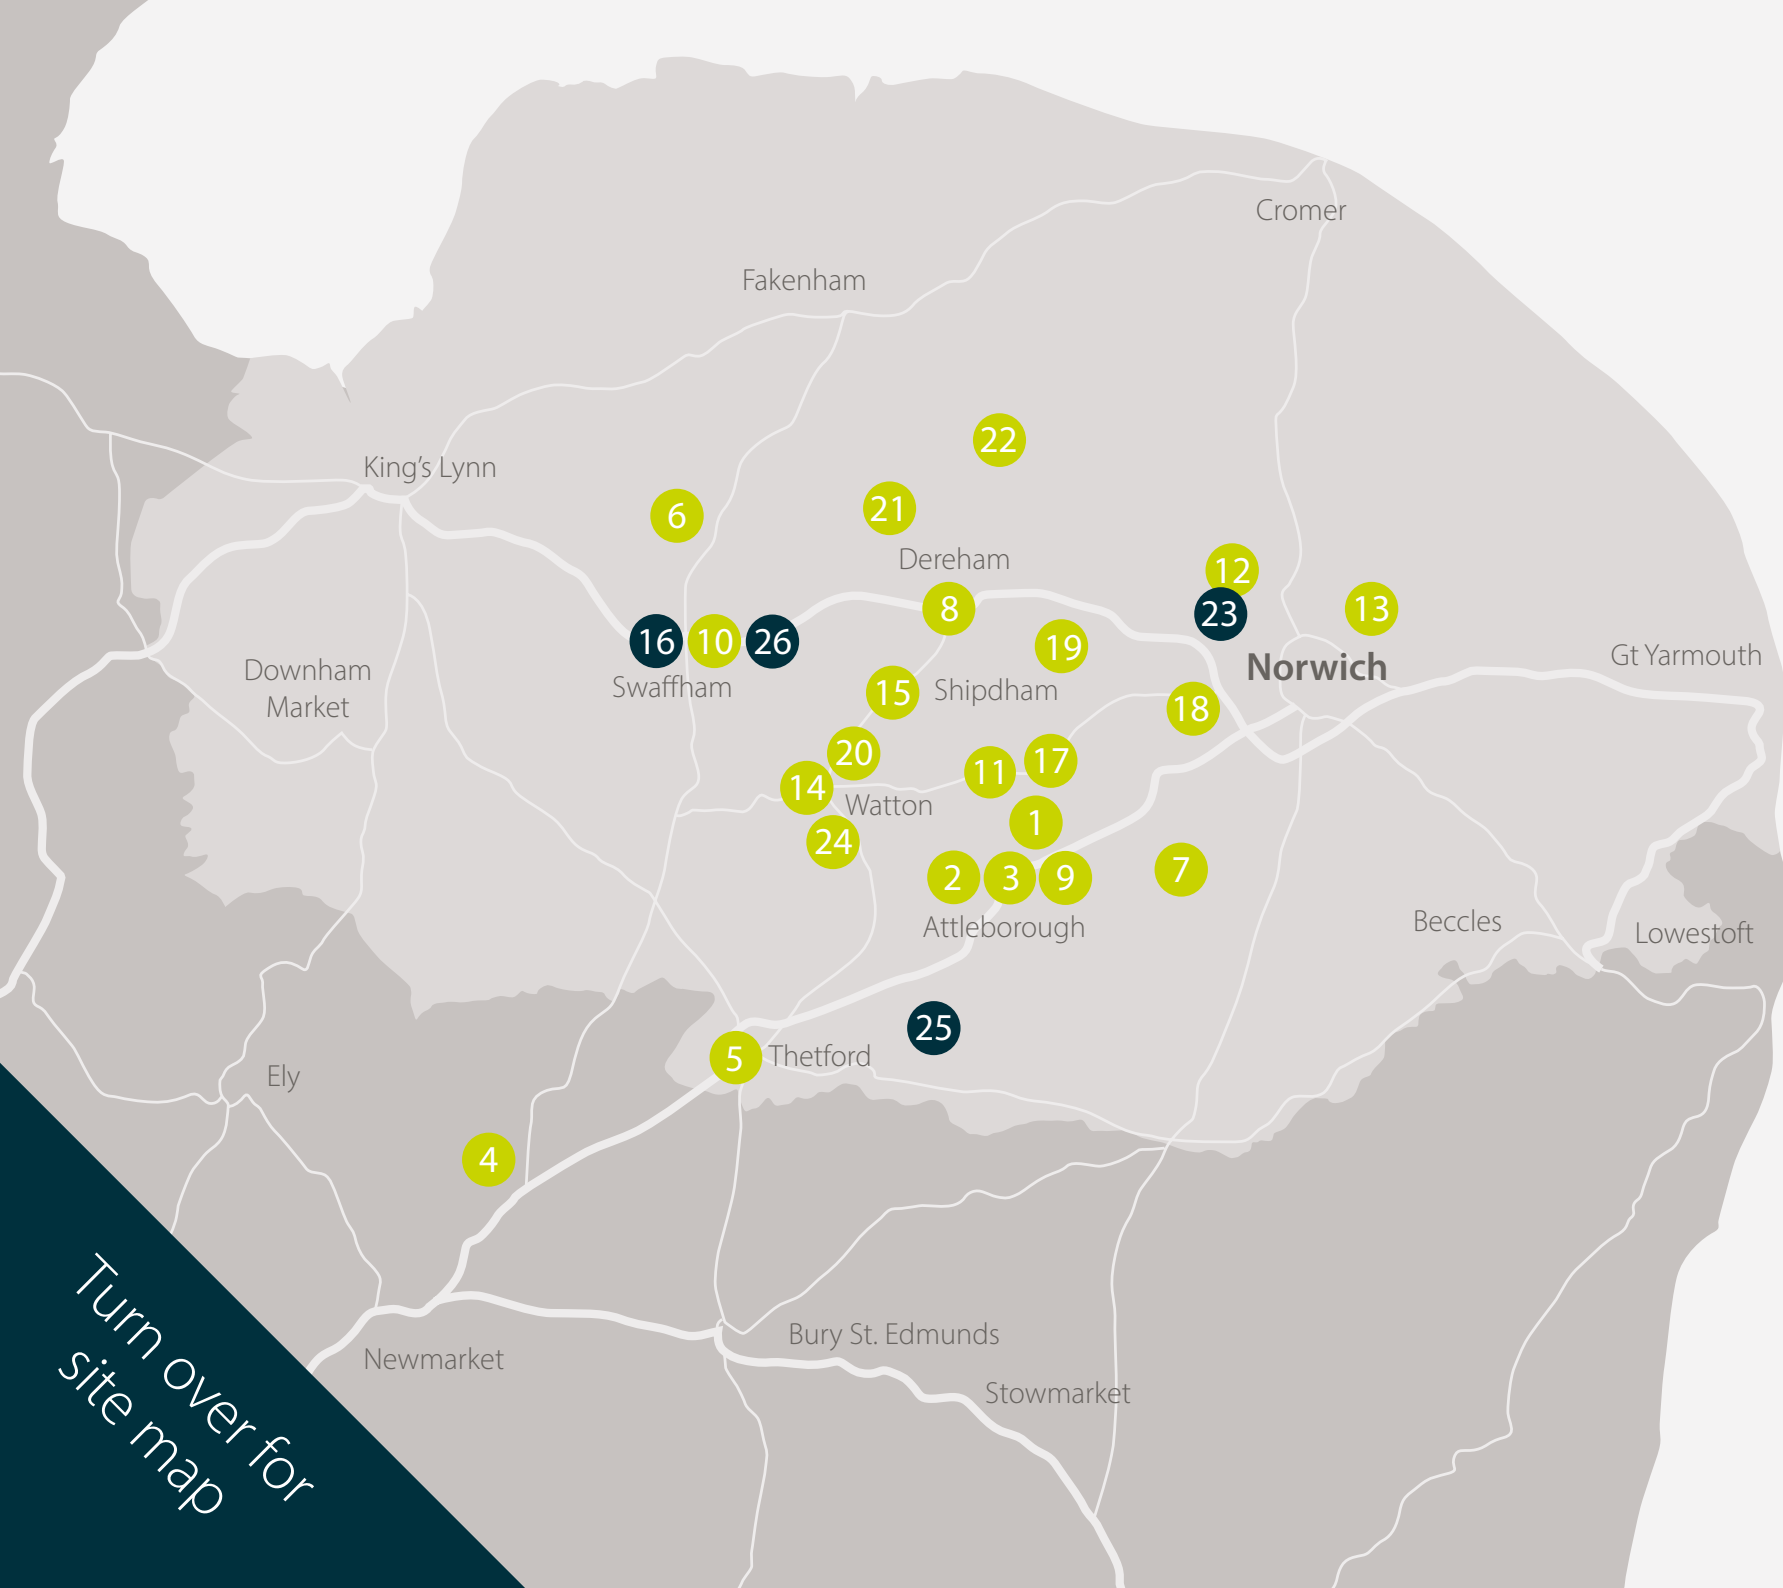 Cromer
Fakenham
22
King's Lynn
6
21
Dereham
12
8
23
13
16
10
26
19
Gt Yarmouth
Norwich
Downham
Market
Swaffham
15
Shipdham
18
20
11
17
14
Watton
1
24
2
3
9
7
Attleborough
Beccles
Lowestoft
25
5
Thetford
Ely
4
Bury St. Edmunds
Newmarket
Stowmarket
Turn over for
site map